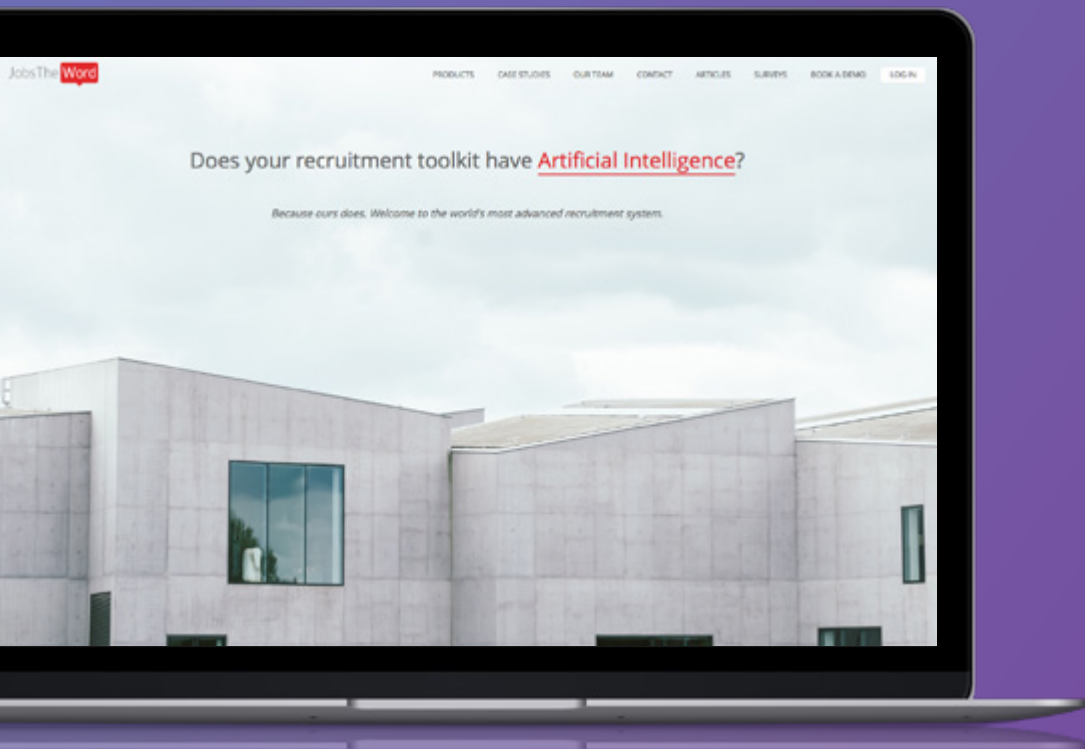 JobsTheWord
PRODUCTS CASE STUDIES OUR TEAM CONTACT ARTICLES SURVEYS BOOK A DEMO LOG IN
Does your recruitment toolkit have Artificial Intelligence?
Because ours does. Welcome to the world's most advanced recruitment system.